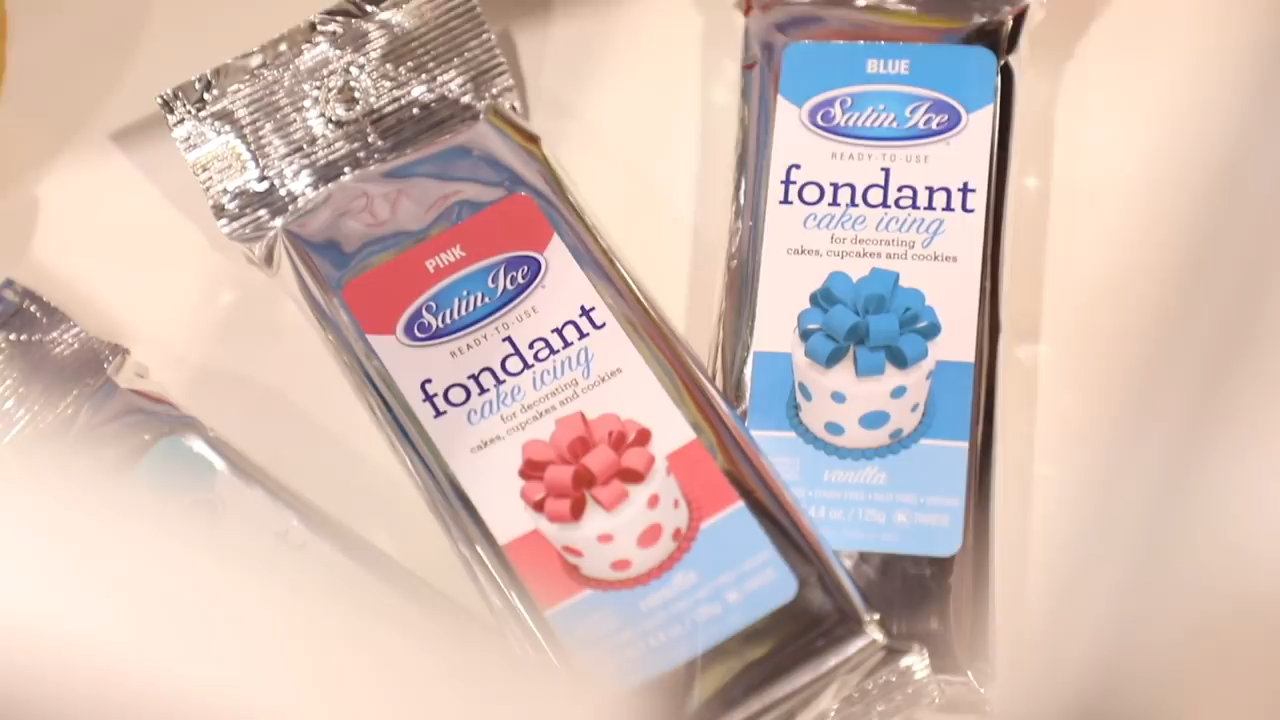 PINK
Satin Ice
READY-TO-USE
fondant
cake icing
for decorating
cakes, cupcakes and cookies
vanilla
BLUE
Satin Ice
READY-TO-USE
fondant
cake icing
for decorating
cakes, cupcakes and cookies
vanilla
4.4 oz. / 125g